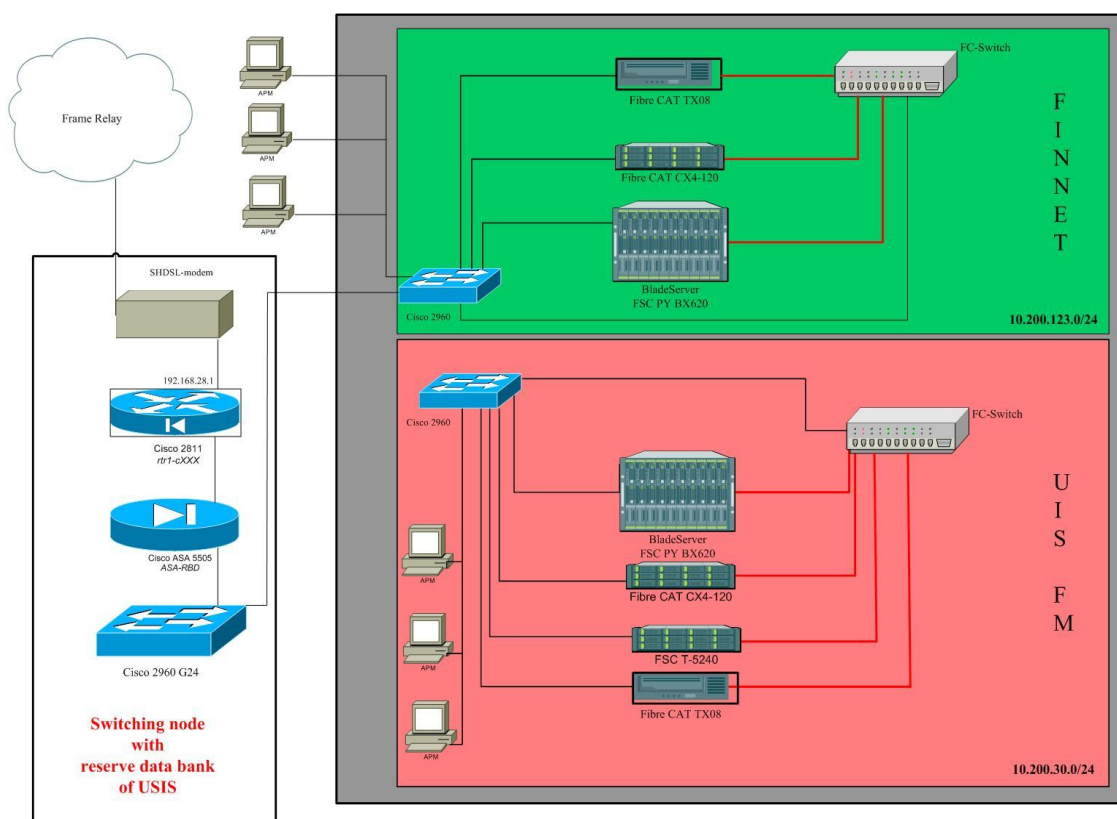 Frame Relay
APM
APM
APM
SHDSL-modem
192.168.28.1
Cisco 2811
rtr1-cXXX
Cisco ASA 5505
ASA-RBD
Cisco 2960 G24
Switching node
with
reserve data bank
of USIS
FC-Switch
Fibre CAT TX08
Fibre CAT CX4-120
BladeServer
FSC PY BX620
Cisco 2960
10.200.123.0/24
F
I
N
N
E
T
Cisco 2960
FC-Switch
BladeServer
FSC PY BX620
Fibre CAT CX4-120
FSC T-5240
Fibre CAT TX08
APM
APM
APM
10.200.30.0/24
U
I
S
F
M